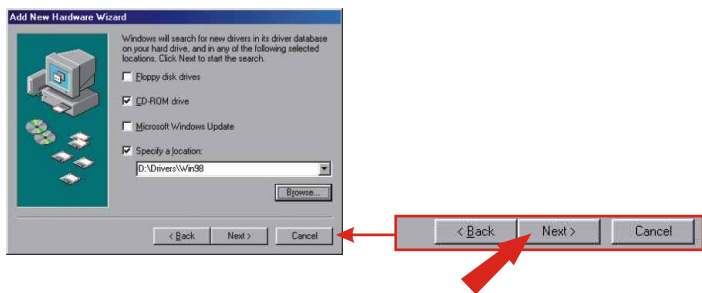 Add New Hardware Wizard
Windows will search for new drivers in its driver database
on your hard drive, and in any of the following selected
locations. Click Next to start the search.
Floppy disk drives
CD-ROM drive
Microsoft Windows Update
Specify a location:
D:\Drivers\Win98
Browse...
< Back Next > Cancel
< Back Next > Cancel